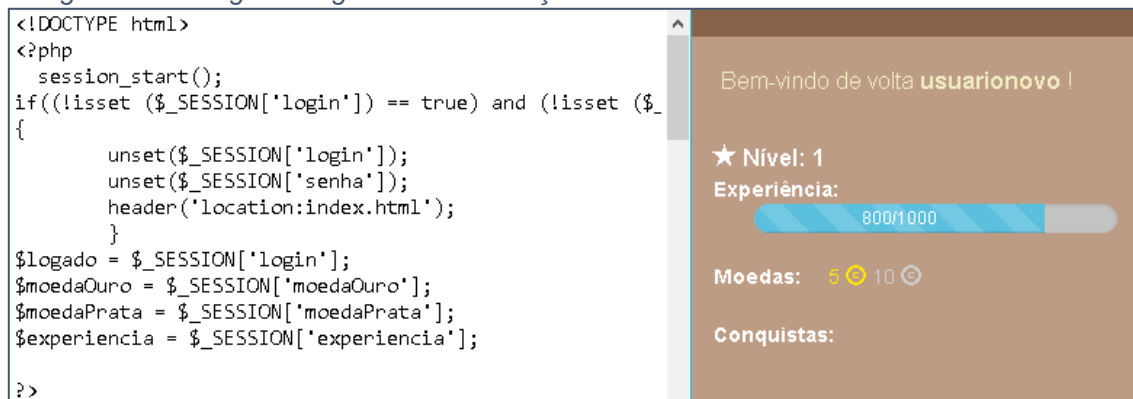 <!DOCTYPE html>
<?php
  session_start();
if((!isset ($_SESSION['login']) == true) and (!isset ($_
{
        unset($_SESSION['login']);
        unset($_SESSION['senha']);
        header('location:index.html');
        }
$logado = $_SESSION['login'];
$moedaOuro = $_SESSION['moedaOuro'];
$moedaPrata = $_SESSION['moedaPrata'];
$experiencia = $_SESSION['experiencia'];
?>
Bem-vindo de volta usuarionovo !
★ Nível: 1
Experiência:
800/1000
Moedas: 5 © 10 ©
Conquistas: